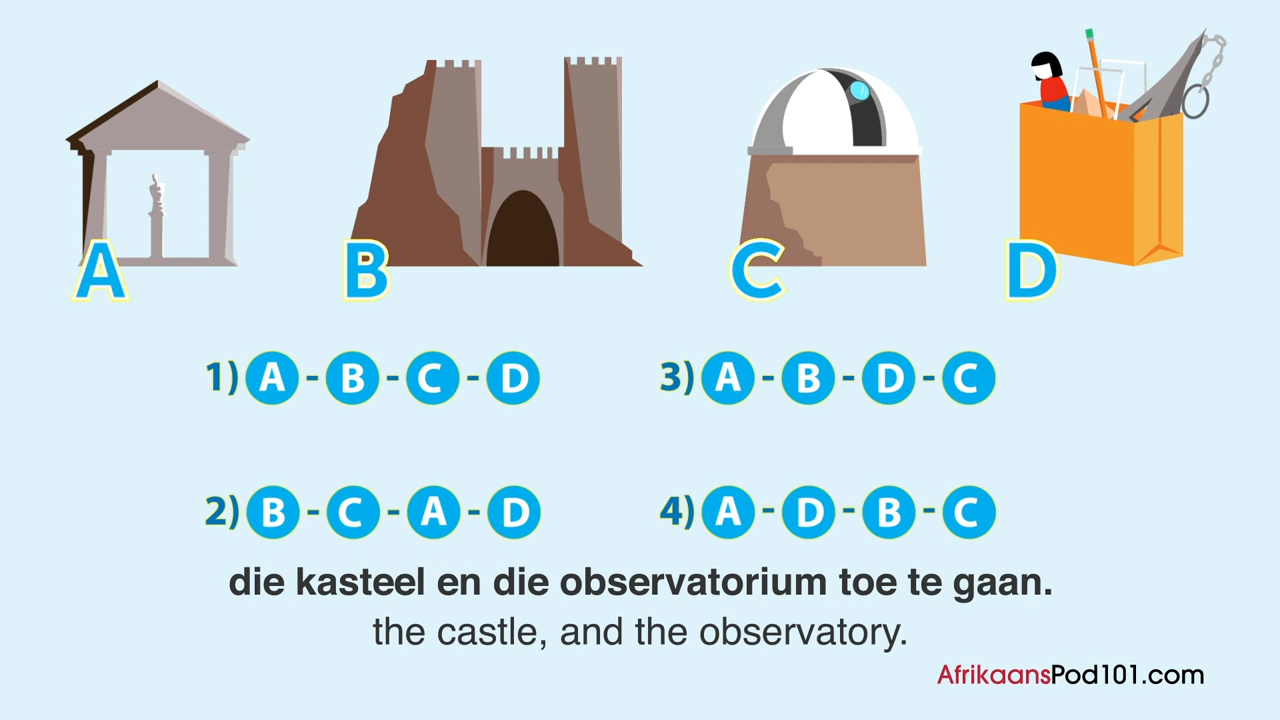 A B C D
1) A - B - C - D
3) A - B - D - C
2) B - C - A - D
4) A - D - B - C
die kasteel en die observatorium toe te gaan.
the castle, and the observatory.
AfrikaansPod101.com